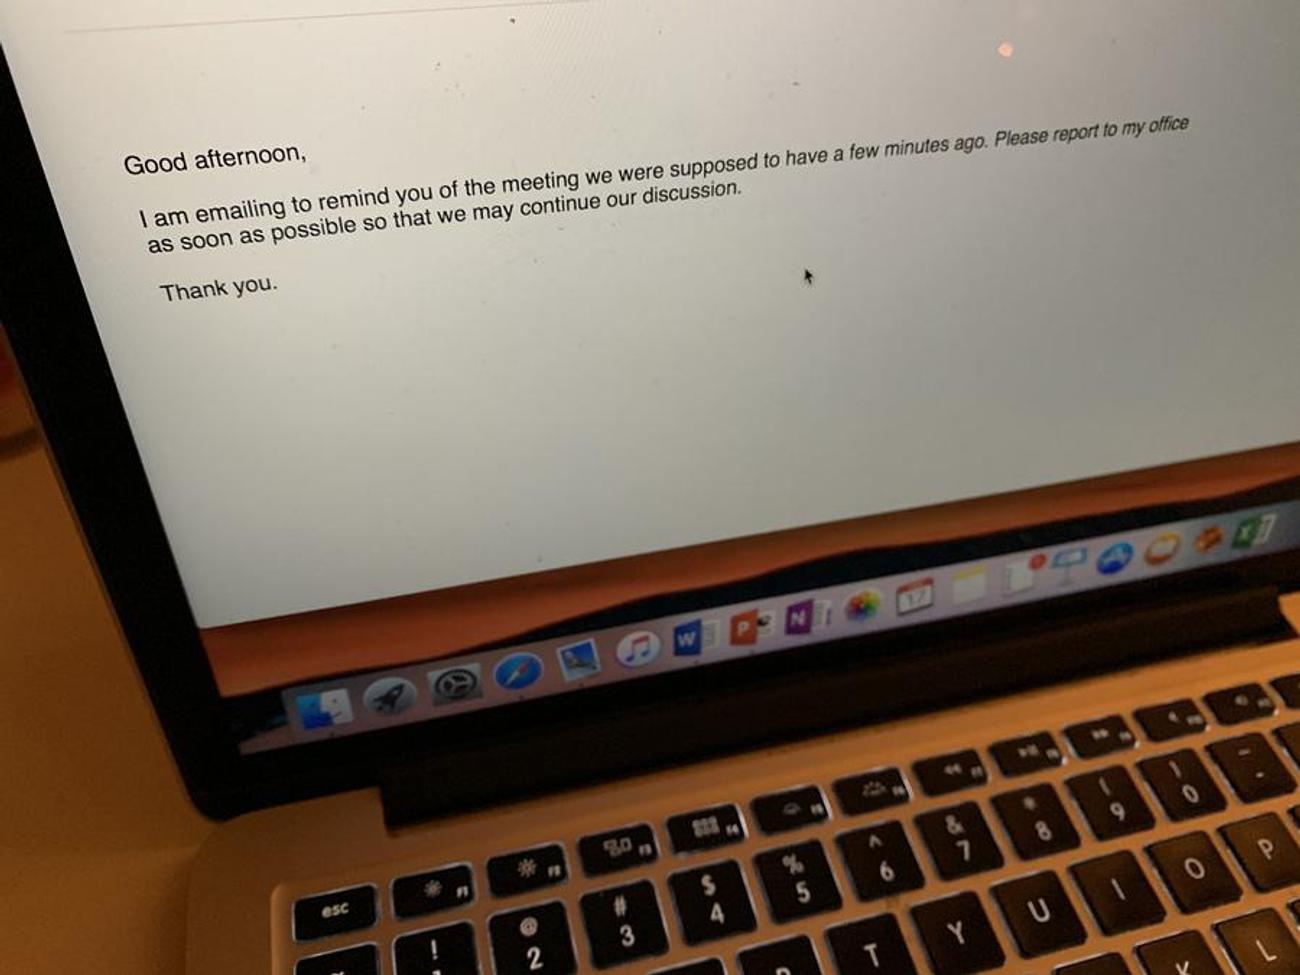 Good afternoon,
I am emailing to remind you of the meeting we were supposed to have a few minutes ago. Please report to my office
as soon as possible so that we may continue our discussion.
Thank you.
W P N 17 X
esc F1 F2 F3 F4 F5 F6 F7 F8 F9 F10
! @ 2 # 3 $ 4 % 5 ^ 6 & 7 * 8 ( 9 ) 0 -
T Y U I O P
K L